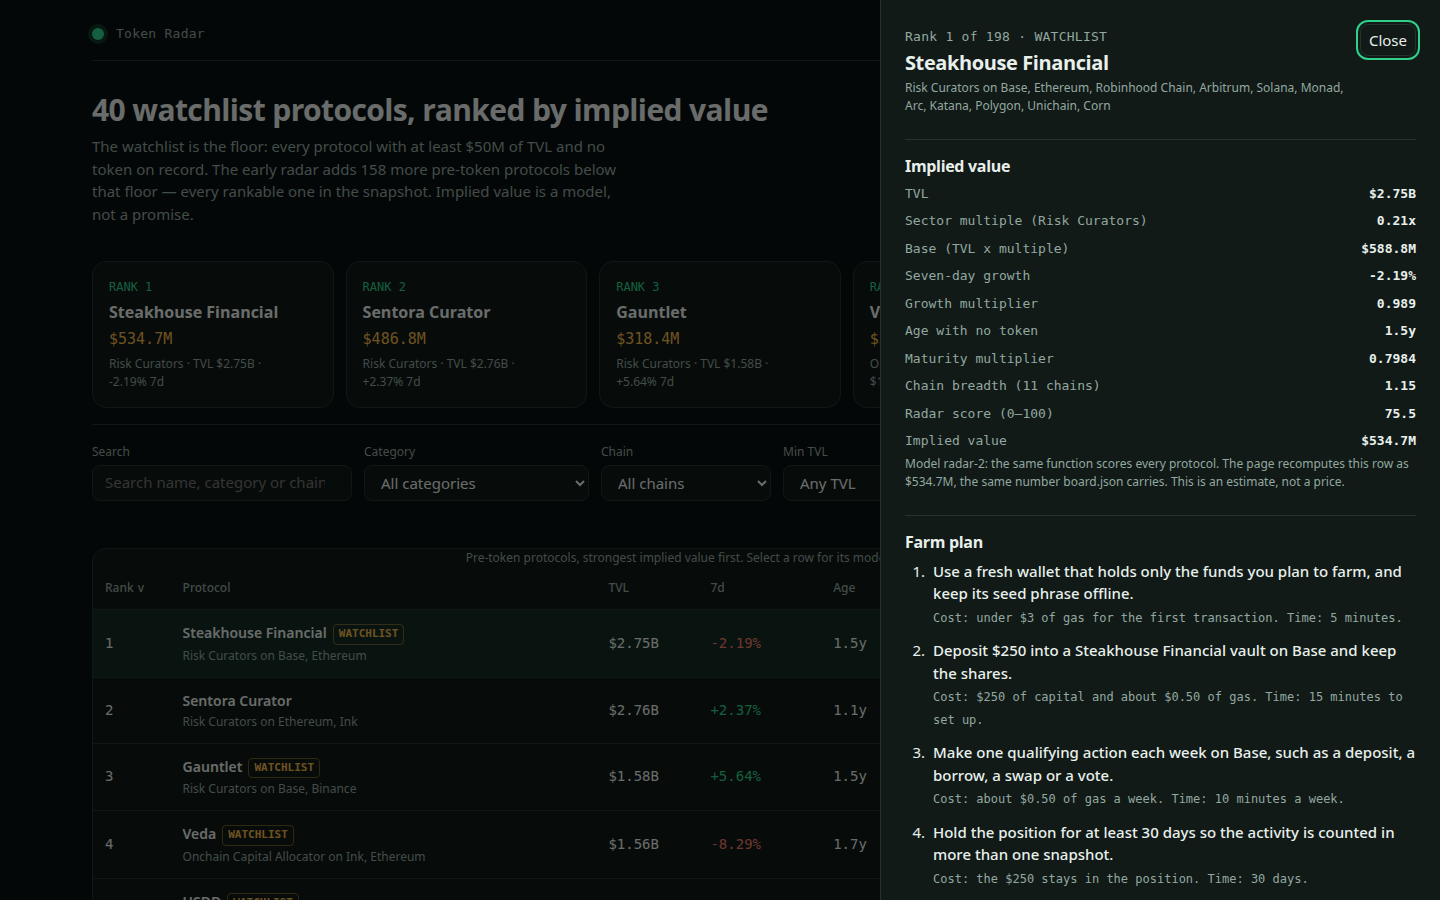 Token Radar
40 watchlist protocols, ranked by implied value
The watchlist is the floor: every protocol with at least $50M of TVL and no
token on record. The early radar adds 158 more pre-token protocols below
that floor — every rankable one in the snapshot. Implied value is a model,
not a promise.
RANK 1
Steakhouse Financial
$534.7M
Risk Curators · TVL $2.75B ·
-2.19% 7d
RANK 2
Sentora Curator
$486.8M
Risk Curators · TVL $2.76B ·
+2.37% 7d
RANK 3
Gauntlet
$318.4M
Risk Curators · TVL $1.58B ·
+5.64% 7d
Search
Search name, category or chain
Category
All categories
Chain
All chains
Min TVL
Any TVL
Pre-token protocols, strongest implied value first. Select a row for its
Rank v Protocol TVL 7d Age
1 Steakhouse Financial WATCHLIST $2.75B -2.19% 1.5y
Risk Curators on Base, Ethereum
2 Sentora Curator $2.76B +2.37% 1.1y
Risk Curators on Ethereum, Ink
3 Gauntlet WATCHLIST $1.58B +5.64% 1.5y
Risk Curators on Base, Binance
4 Veda WATCHLIST $1.56B -8.29% 1.7y
Onchain Capital Allocator on Ink, Ethereum
Rank 1 of 198 · WATCHLIST
Close
Steakhouse Financial
Risk Curators on Base, Ethereum, Robinhood Chain, Arbitrum, Solana, Monad,
Arc, Katana, Polygon, Unichain, Corn
Implied value
TVL $2.75B
Sector multiple (Risk Curators) 0.21x
Base (TVL x multiple) $588.8M
Seven-day growth -2.19%
Growth multiplier 0.989
Age with no token 1.5y
Maturity multiplier 0.7984
Chain breadth (11 chains) 1.15
Radar score (0–100) 75.5
Implied value $534.7M
Model radar-2: the same function scores every protocol. The page recomputes this row as
$534.7M, the same number board.json carries. This is an estimate, not a price.
Farm plan
1. Use a fresh wallet that holds only the funds you plan to farm, and
keep its seed phrase offline.
Cost: under $3 of gas for the first transaction. Time: 5 minutes.
2. Deposit $250 into a Steakhouse Financial vault on Base and keep
the shares.
Cost: $250 of capital and about $0.50 of gas. Time: 15 minutes to
set up.
3. Make one qualifying action each week on Base, such as a deposit, a
borrow, a swap or a vote.
Cost: about $0.50 of gas a week. Time: 10 minutes a week.
4. Hold the position for at least 30 days so the activity is counted in
more than one snapshot.
Cost: the $250 stays in the position. Time: 30 days.